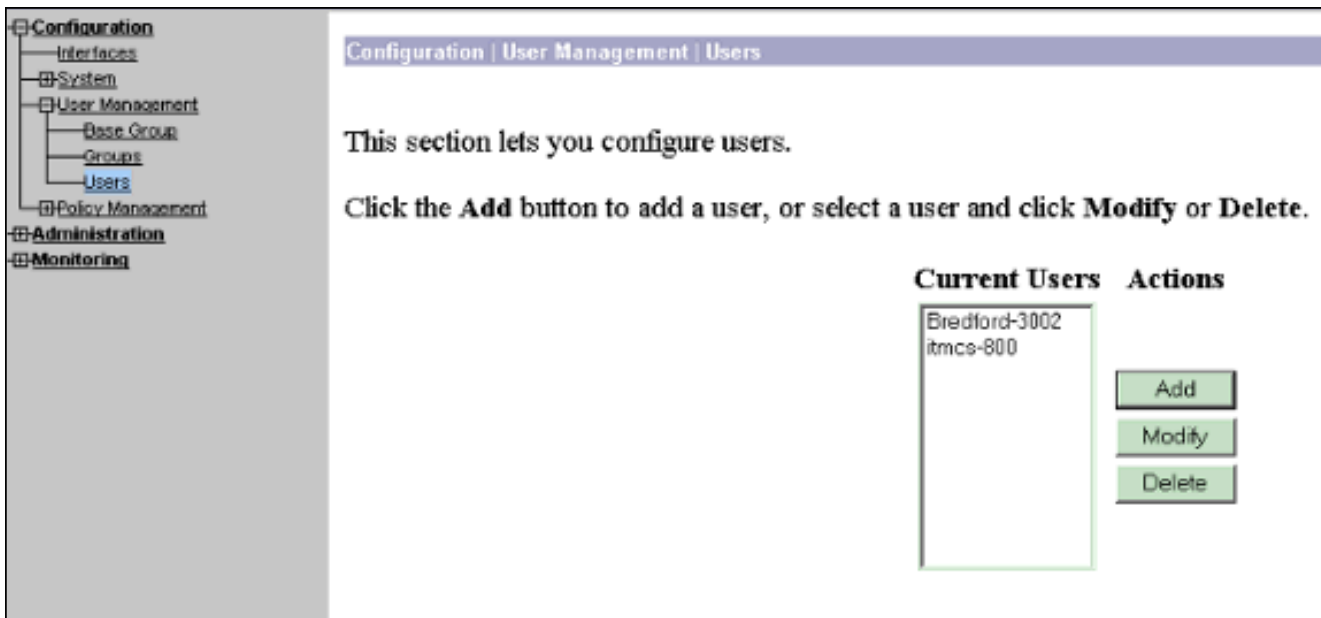 Configuration
Interfaces
System
User Management
Base Group
Groups
Users
Policy Management
Administration
Monitoring
Configuration | User Management | Users
This section lets you configure users.
Click the Add button to add a user, or select a user and click Modify or Delete.
Current Users Actions
Bredford-3002
itmcs-800
Add
Modify
Delete